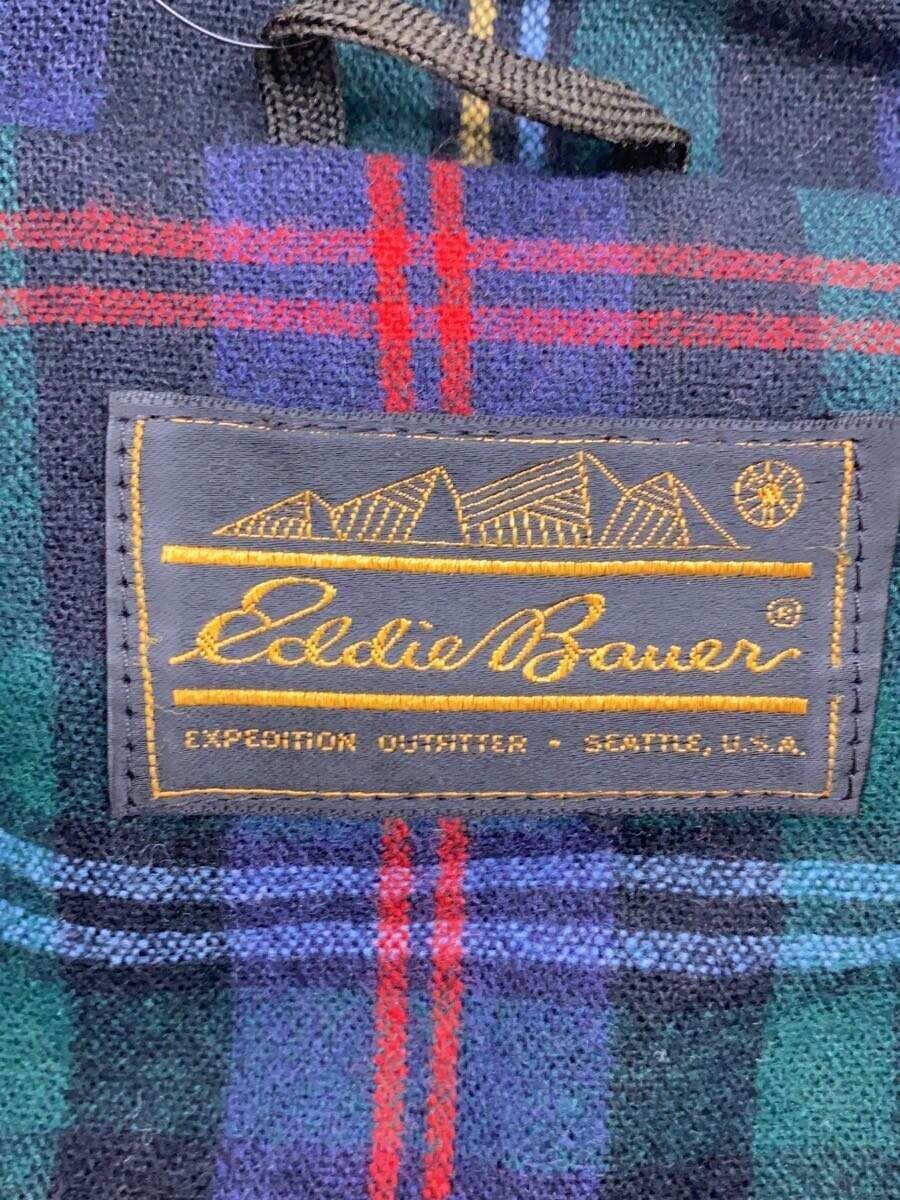 Eddie Bauer®
EXPEDITION OUTFITTER · SEATTLE, U.S.A.